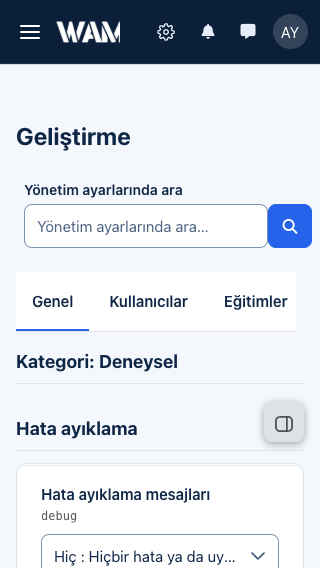 WAM
AY
Geliştirme
Yönetim ayarlarında ara
Yönetim ayarlarında ara...
Genel Kullanıcılar Eğitimler
Kategori: Deneysel
Hata ayıklama
Hata ayıklama mesajları
debug
Hiç : Hiçbir hata ya da uy...